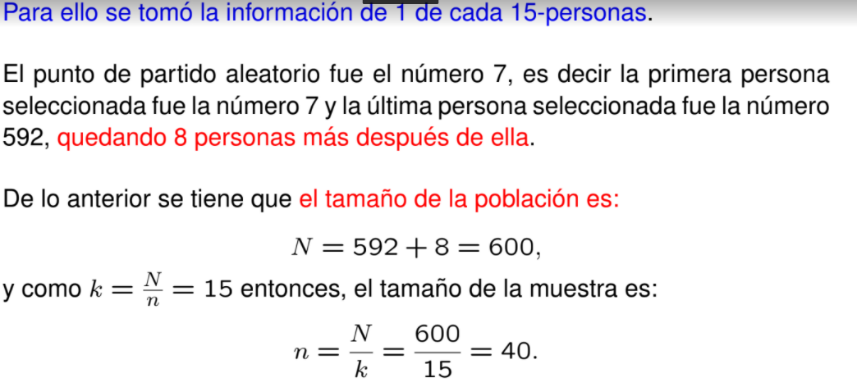 Para ello se tomó la información de 1 de cada 15-personas.
El punto de partido aleatorio fue el número 7, es decir la primera persona
seleccionada fue la número 7 y la última persona seleccionada fue la número
592, quedando 8 personas más después de ella.
De lo anterior se tiene que el tamaño de la población es:
N = 592 + 8 = 600,
y como k = N/n = 15 entonces, el tamaño de la muestra es:
n = N/k = 600/15 = 40.